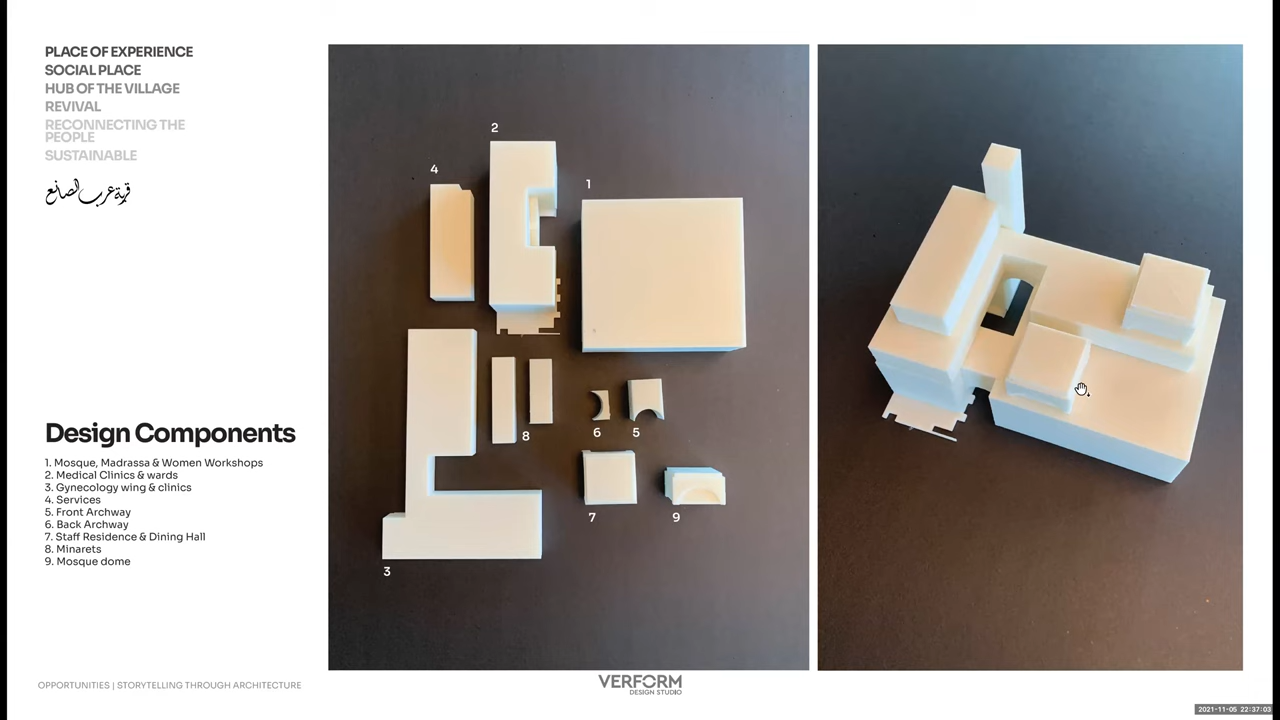 PLACE OF EXPERIENCE
SOCIAL PLACE
HUB OF THE VILLAGE
REVIVAL
RECONNECTING THE
PEOPLE
SUSTAINABLE
قرية عرب الصانع
Design Components
1. Mosque, Madrassa & Women Workshops
2. Medical Clinics & wards
3. Gynecology wing & clinics
4. Services
5. Front Archway
6. Back Archway
7. Staff Residence & Dining Hall
8. Minarets
9. Mosque dome
2
4
1
6
5
8
7
9
3
OPPORTUNITIES | STORYTELLING THROUGH ARCHITECTURE
VERFORM
DESIGN STUDIO
2021-11-05 22:37:03